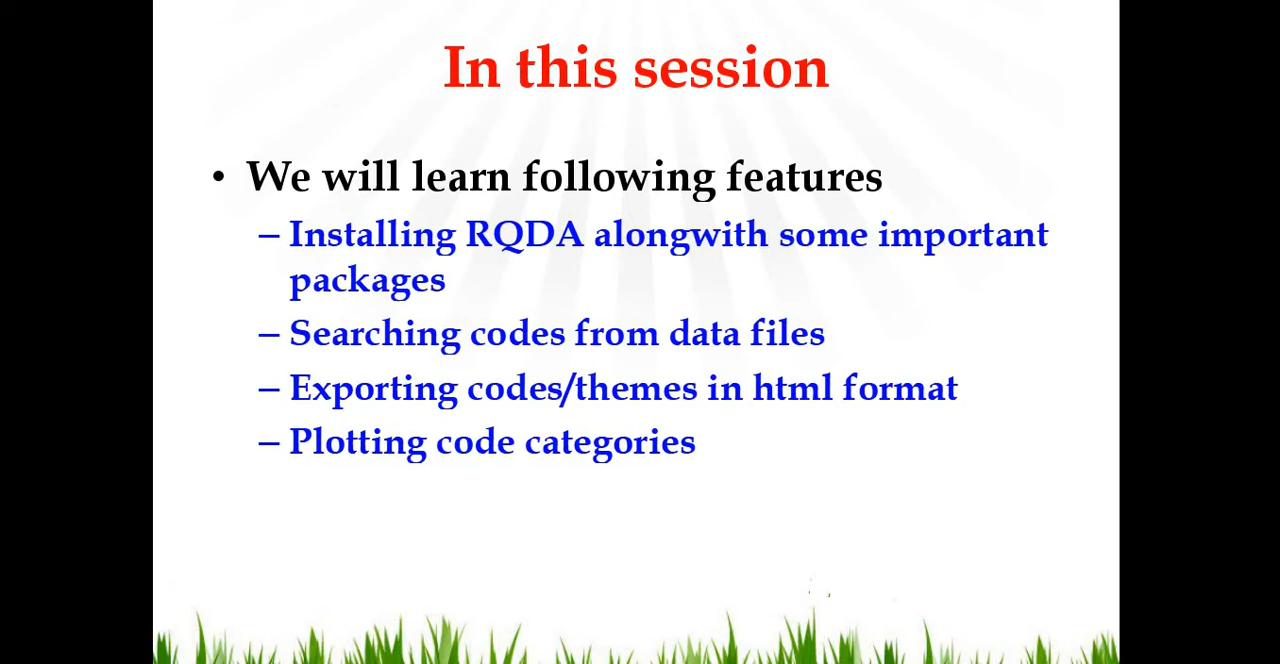 In this session
• We will learn following features
– Installing RQDA alongwith some important
packages
– Searching codes from data files
– Exporting codes/themes in html format
– Plotting code categories